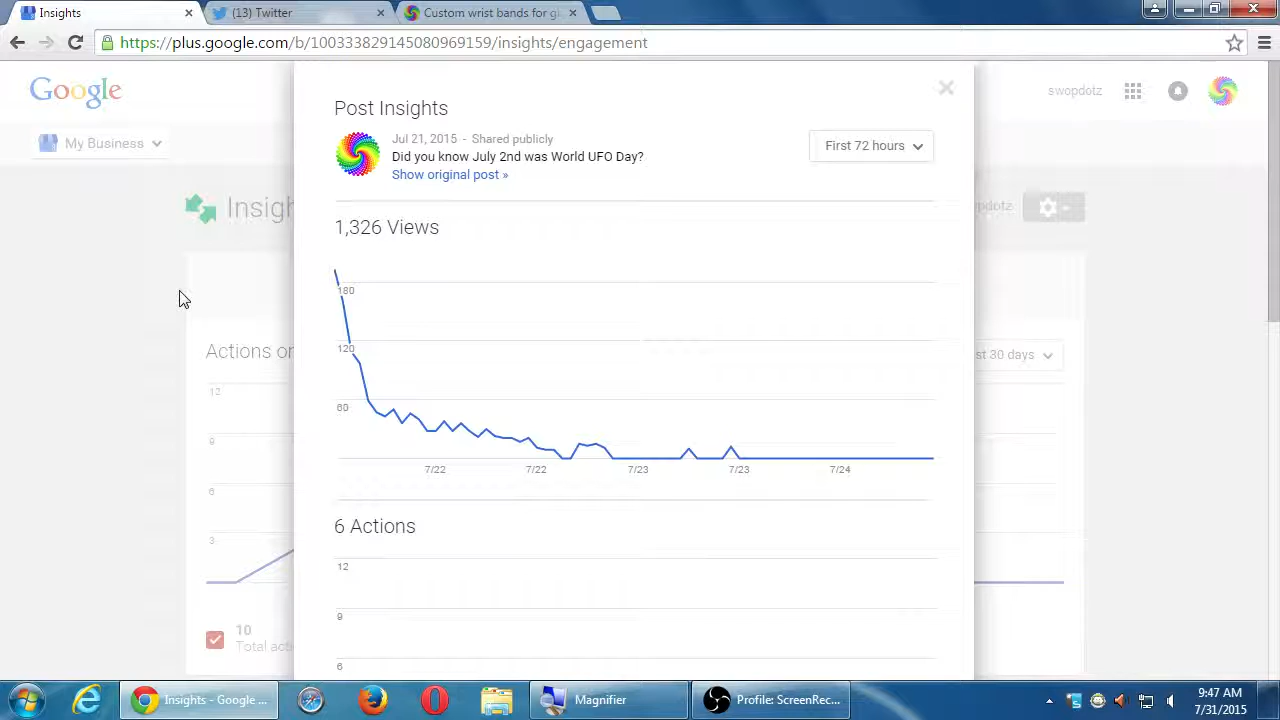 Insights
(13) Twitter
Custom wrist bands for
https://plus.google.com/b/100333829145080969159/insights/engagement
Google
swopdotz
My Business
Post Insights
Jul 21, 2015 - Shared publicly
Did you know July 2nd was World UFO Day?
Show original post »
First 72 hours
Insigh
pdotz
1,326 Views
180
120
60
7/22
7/22
7/23
7/23
7/24
Actions or
st 30 days
12
9
6
3
6 Actions
12
9
6
10
Total acti
Insights - Google ...
Magnifier
Profile: ScreenRec...
9:47 AM
7/31/2015